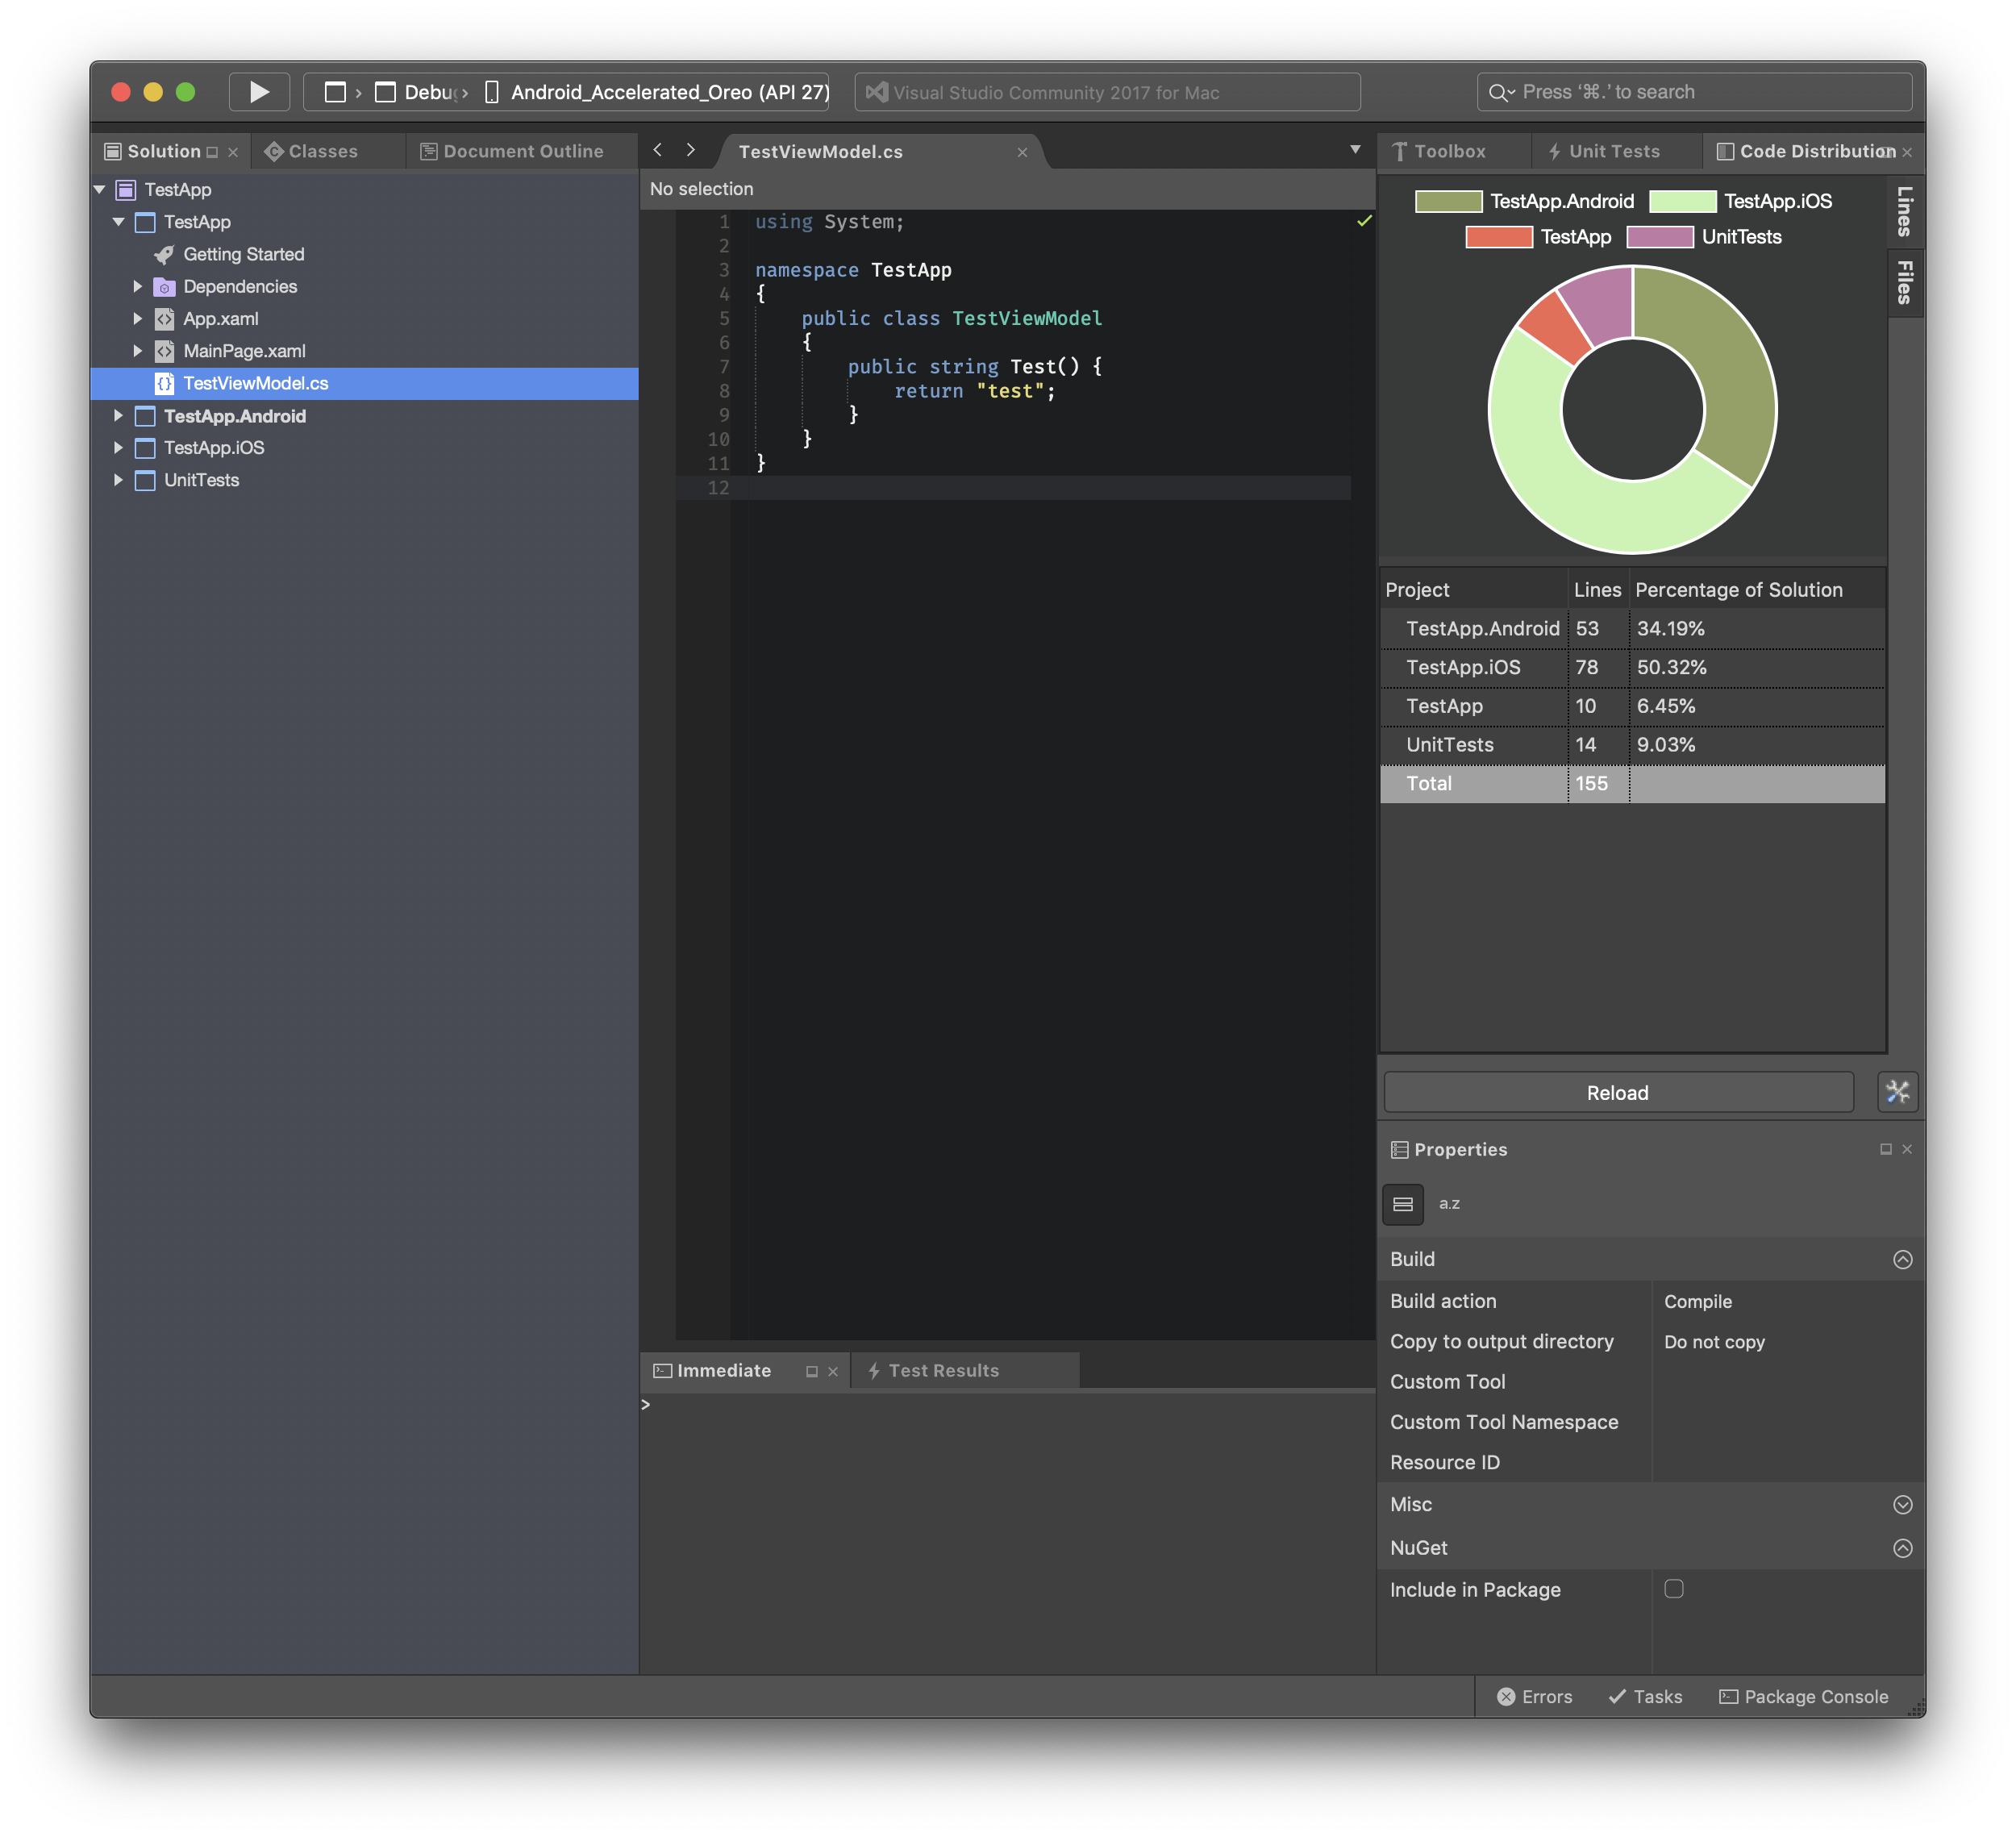 Debu
Android_Accelerated_Oreo (API 27)
Visual Studio Community 2017 for Mac
Press ‘⌘.’ to search
Solution
Classes
Document Outline
TestApp
TestApp
Getting Started
Dependencies
App.xaml
MainPage.xaml
TestViewModel.cs
TestApp.Android
TestApp.iOS
UnitTests
TestViewModel.cs
No selection
1 using System;
2
3 namespace TestApp
4 {
5 public class TestViewModel
6 {
7 public string Test() {
8 return "test";
9 }
10 }
11 }
12
Immediate
Test Results
>
Toolbox
Unit Tests
Code Distribution
TestApp.Android TestApp.iOS
TestApp UnitTests
Lines
Files
Project Lines Percentage of Solution
TestApp.Android 53 34.19%
TestApp.iOS 78 50.32%
TestApp 10 6.45%
UnitTests 14 9.03%
Total 155
Reload
Properties
a.z
Build
Build action Compile
Copy to output directory Do not copy
Custom Tool
Custom Tool Namespace
Resource ID
Misc
NuGet
Include in Package
Errors Tasks Package Console